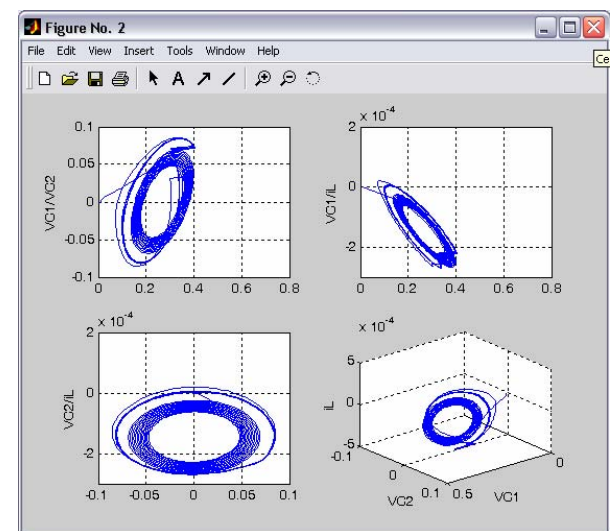 Figure No. 2
File Edit View Insert Tools Window Help
Ce
A
0.1
0.05
0
-0.05
-0.1
VC1/VC2
0 0.2 0.4 0.6 0.8
x 10^-4
2
0
-2
VC1/iL
0 0.2 0.4 0.6 0.8
x 10^-4
2
0
-2
VC2/iL
-0.1 -0.05 0 0.05 0.1
x 10^-4
5
0
-5
iL
-0.1
0
0.1
VC2
0.5
0
VC1